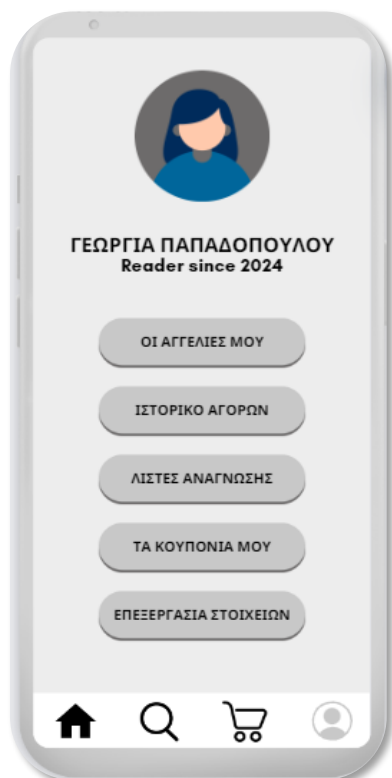 ΓΕΩΡΓΙΑ ΠΑΠΑΔΟΠΟΥΛΟΥ
Reader since 2024
ΟΙ ΑΓΓΕΛΙΕΣ ΜΟΥ
ΙΣΤΟΡΙΚΟ ΑΓΟΡΩΝ
ΛΙΣΤΕΣ ΑΝΑΓΝΩΣΗΣ
ΤΑ ΚΟΥΠΟΝΙΑ ΜΟΥ
ΕΠΕΞΕΡΓΑΣΙΑ ΣΤΟΙΧΕΙΩΝ